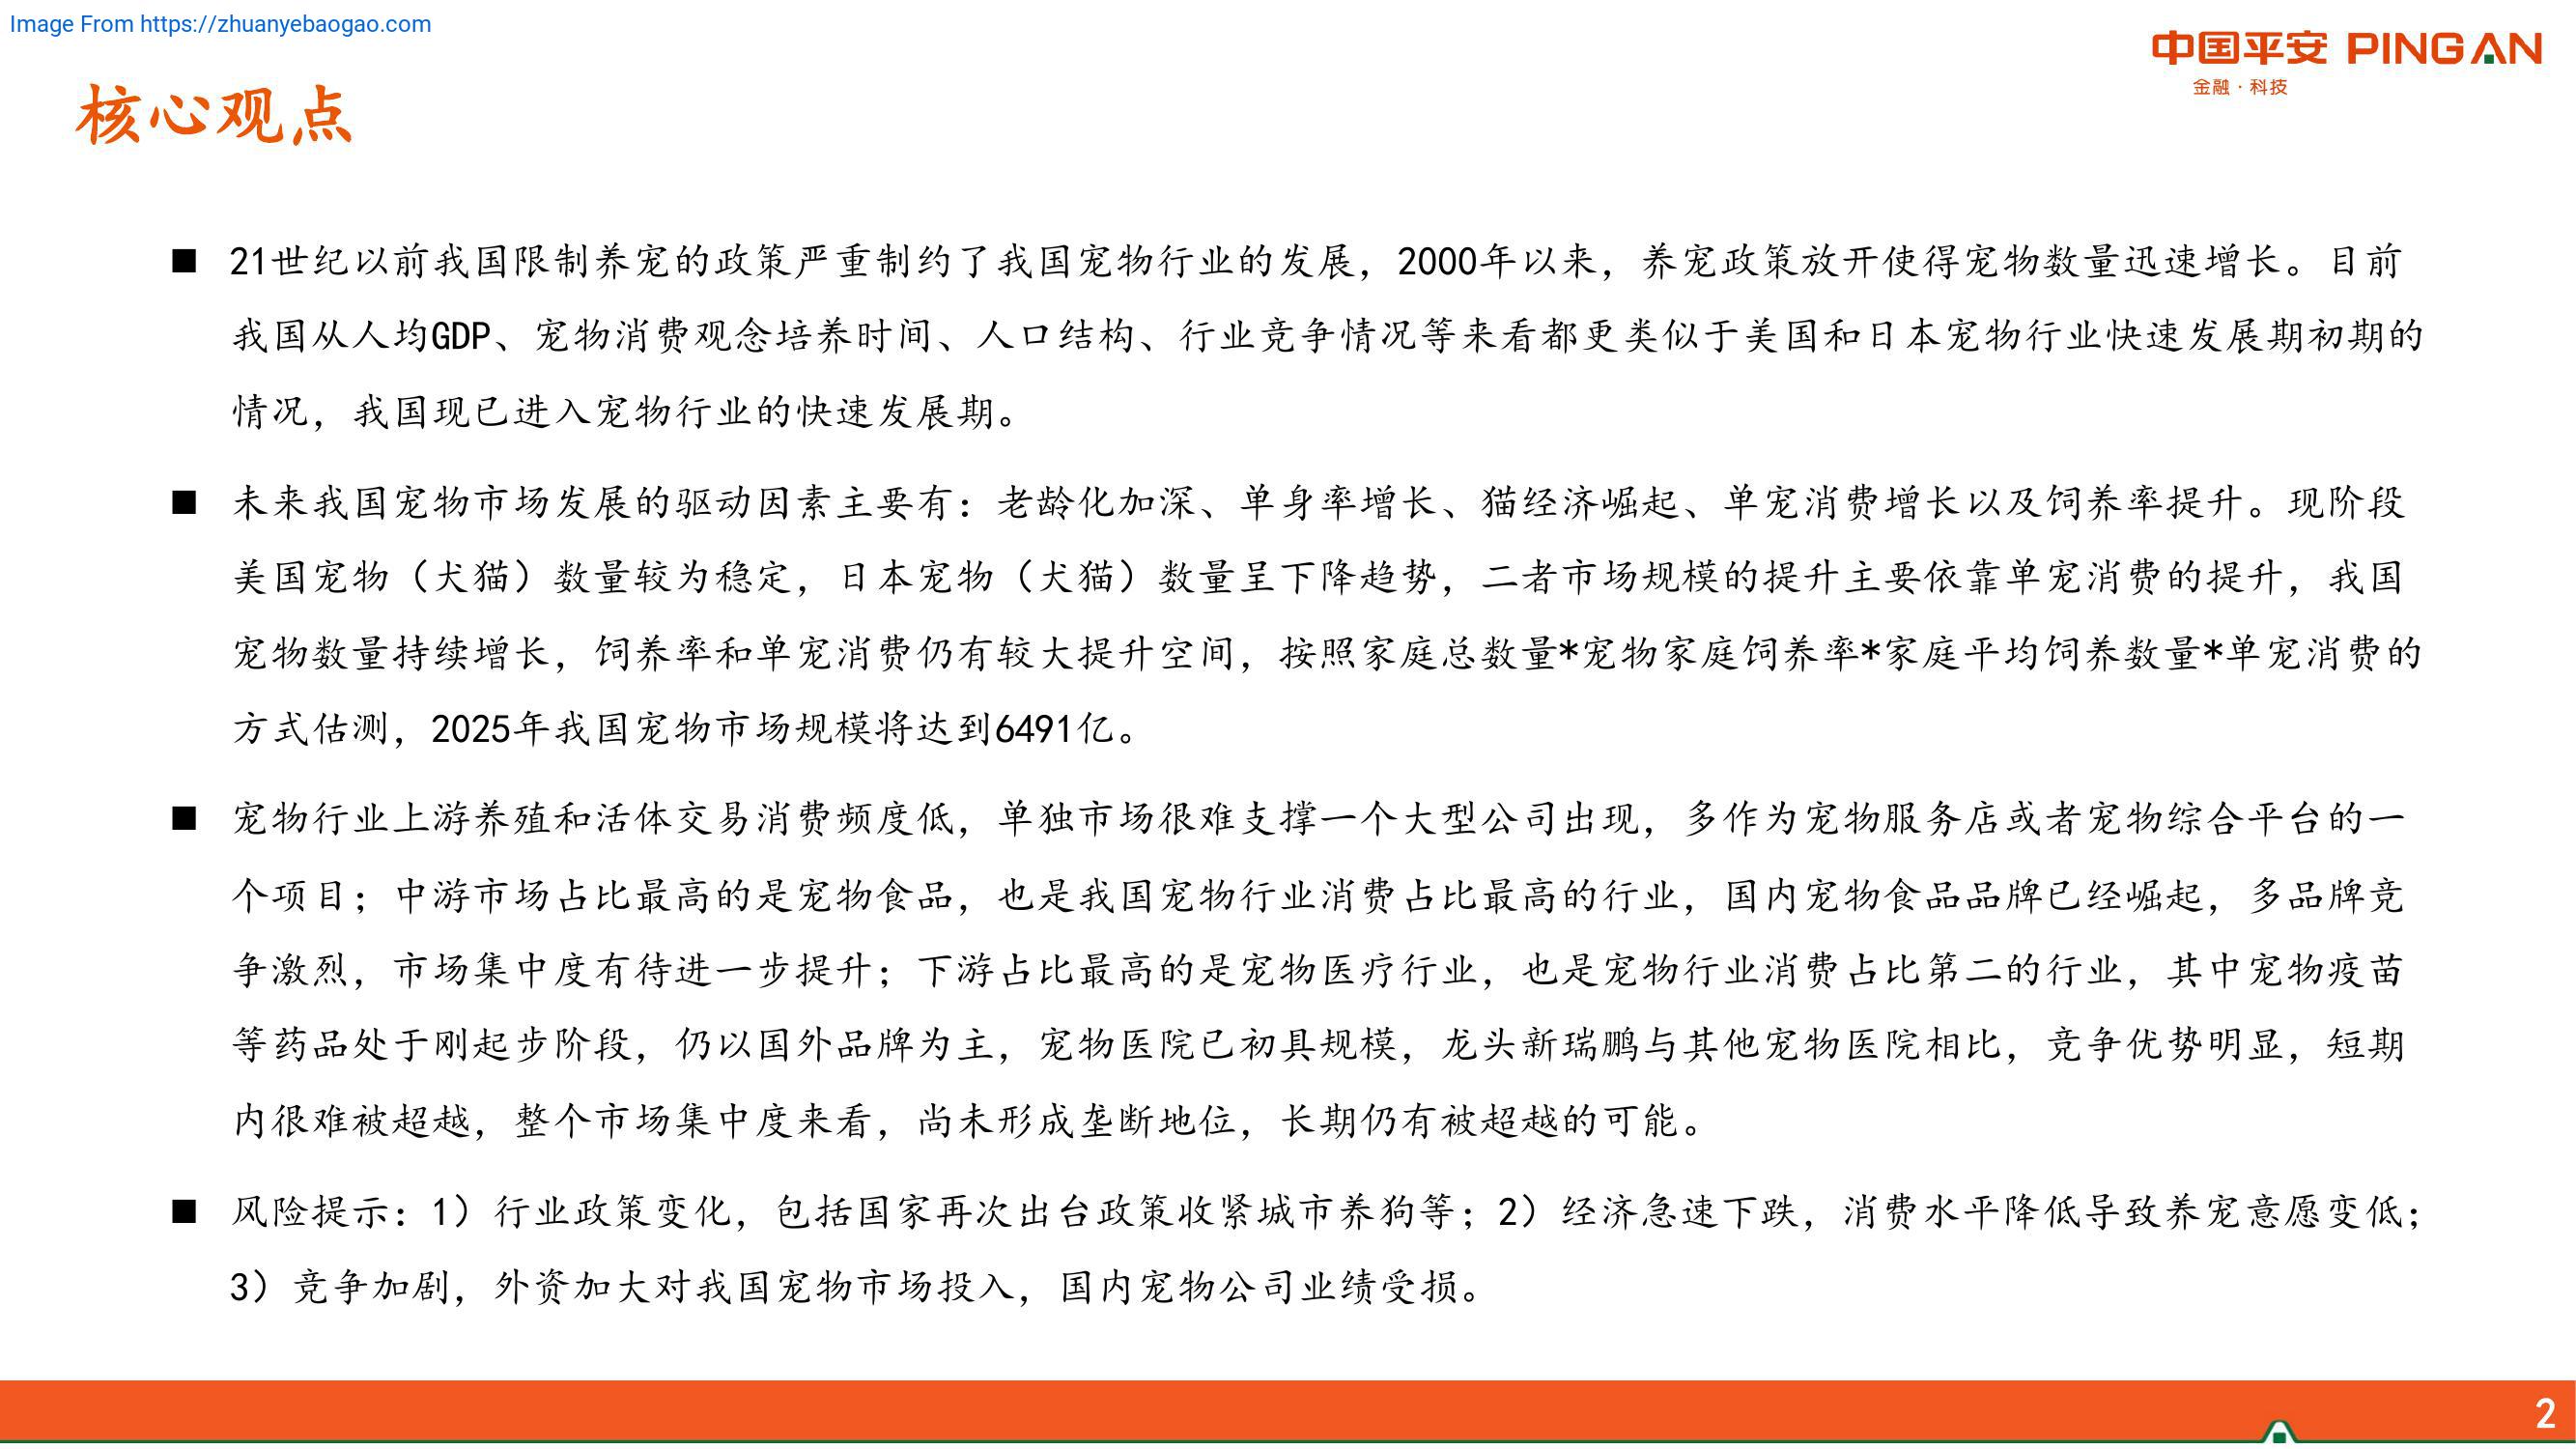 Image From https://zhuanyebaogao.com
中国平安 PINGAN
金融·科技
核心观点
■ 21世纪以前我国限制养宠的政策严重制约了我国宠物行业的发展，2000年以来，养宠政策放开使得宠物数量迅速增长。目前
我国从人均GDP、宠物消费观念培养时间、人口结构、行业竞争情况等来看都更类似于美国和日本宠物行业快速发展期初期的
情况，我国现已进入宠物行业的快速发展期。
■ 未来我国宠物市场发展的驱动因素主要有：老龄化加深、单身率增长、猫经济崛起、单宠消费增长以及饲养率提升。现阶段
美国宠物（犬猫）数量较为稳定，日本宠物（犬猫）数量呈下降趋势，二者市场规模的提升主要依靠单宠消费的提升，我国
宠物数量持续增长，饲养率和单宠消费仍有较大提升空间，按照家庭总数量*宠物家庭饲养率*家庭平均饲养数量*单宠消费的
方式估测，2025年我国宠物市场规模将达到6491亿。
■ 宠物行业上游养殖和活体交易消费频度低，单独市场很难支撑一个大型公司出现，多作为宠物服务店或者宠物综合平台的一
个项目；中游市场占比最高的是宠物食品，也是我国宠物行业消费占比最高的行业，国内宠物食品品牌已经崛起，多品牌竞
争激烈，市场集中度有待进一步提升；下游占比最高的是宠物医疗行业，也是宠物行业消费占比第二的行业，其中宠物疫苗
等药品处于刚起步阶段，仍以国外品牌为主，宠物医院已初具规模，龙头新瑞鹏与其他宠物医院相比，竞争优势明显，短期
内很难被超越，整个市场集中度来看，尚未形成垄断地位，长期仍有被超越的可能。
■ 风险提示：1）行业政策变化，包括国家再次出台政策收紧城市养狗等；2）经济急速下跌，消费水平降低导致养宠意愿变低；
3）竞争加剧，外资加大对我国宠物市场投入，国内宠物公司业绩受损。
2